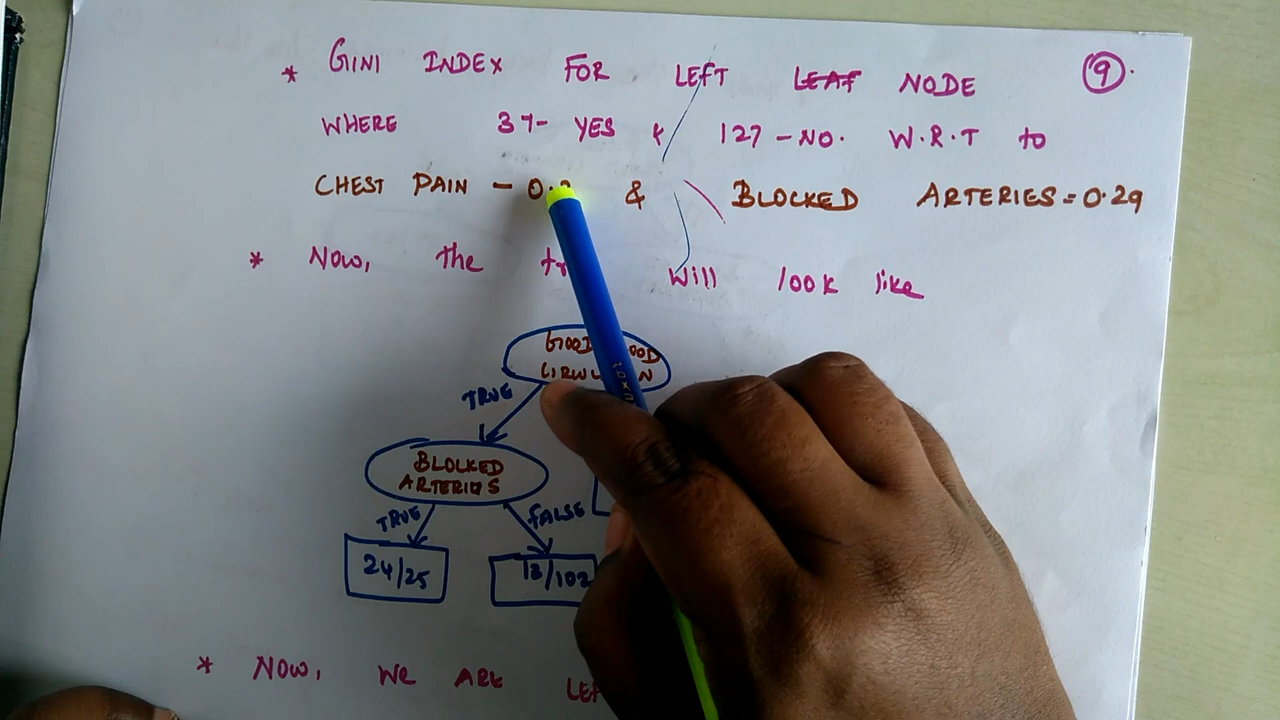 * GINI INDEX FOR LEFT LEAF NODE
9
WHERE 37- YES & 127 - NO. W.R.T to
CHEST PAIN - & BLOCKED ARTERIES = 0.29
* Now, the will look like
TRUE
BLOCKED
ARTERIES
TRUE FALSE
24/25
* NOW, WE ARE